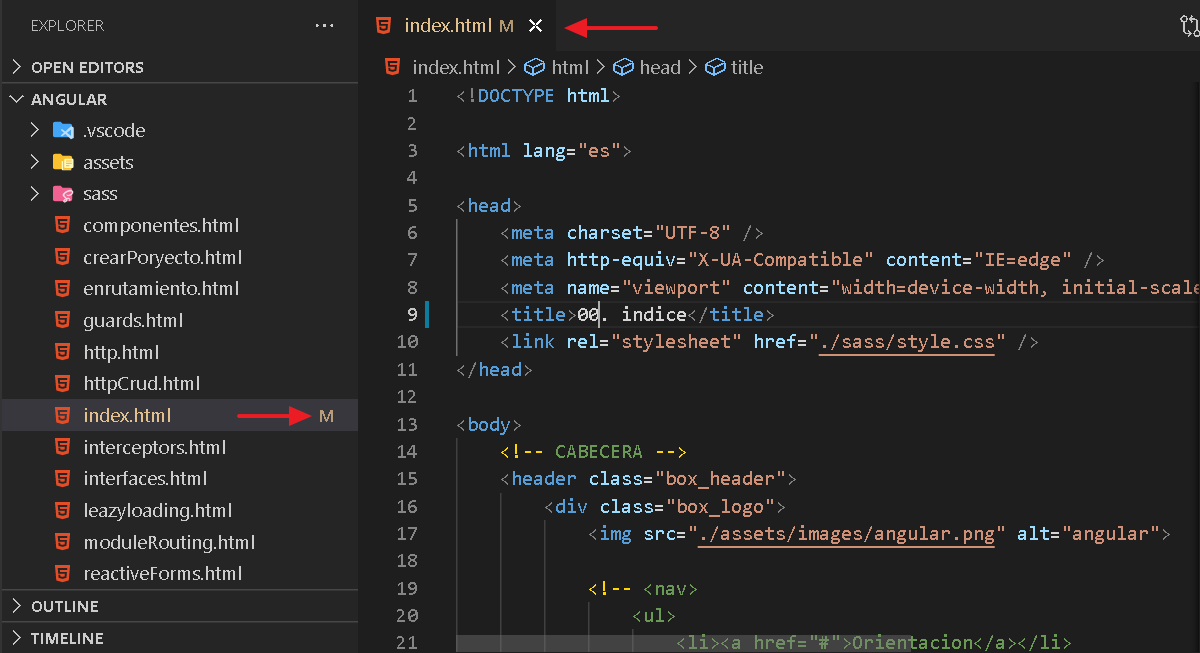 EXPLORER
OPEN EDITORS
ANGULAR
.vscode
assets
sass
componentes.html
crearPoryecto.html
enrutamiento.html
guards.html
http.html
httpCrud.html
index.html M
interceptors.html
interfaces.html
leazyloading.html
moduleRouting.html
reactiveForms.html
OUTLINE
TIMELINE
index.html M
index.html > html > head > title
1 <!DOCTYPE html>
2
3 <html lang="es">
4
5 <head>
6 <meta charset="UTF-8" />
7 <meta http-equiv="X-UA-Compatible" content="IE=edge" />
8 <meta name="viewport" content="width=device-width, initial-scale
9 <title>00. indice</title>
10 <link rel="stylesheet" href="./sass/style.css" />
11 </head>
12
13 <body>
14 <!-- CABECERA -->
15 <header class="box_header">
16 <div class="box_logo">
17 <img src="./assets/images/angular.png" alt="angular">
18
19 <!-- <nav>
20 <ul>
21 <li><a href="#">Orientacion</a></li>